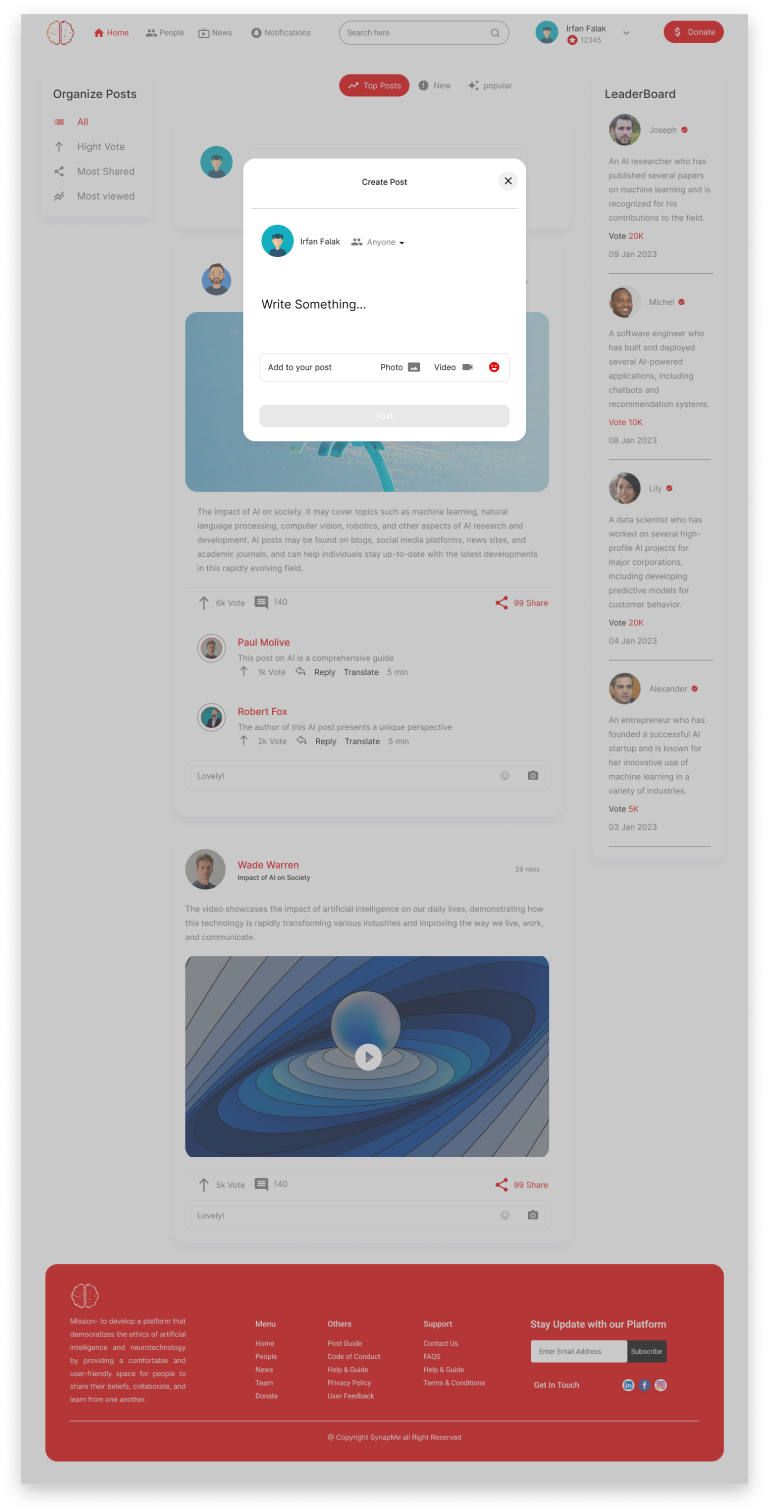 Home
People
News
Notifications
Search here
Irfan Falak
12345
$ Donate
Organize Posts
All
Hight Vote
Most Shared
Most viewed
Top Posts
New
popular
Create Post
Irfan Falak
Anyone
Write Something...
Add to your post
Photo
Video
Post
The impact of AI on society. It may cover topics such as machine learning, natural
language processing, computer vision, robotics, and other aspects of AI research and
development. AI posts may be found on blogs, social media platforms, news sites, and
academic journals, and can help individuals stay up-to-date with the latest developments
in this rapidly evolving field.
6k Vote
140
99 Share
Paul Molive
This post on AI is a comprehensive guide
1k Vote
Reply
Translate
5 min
Robert Fox
The author of this AI post presents a unique perspective
2k Vote
Reply
Translate
5 min
Lovely!
Wade Warren
Impact of AI on Society
29 mins
The video showcases the impact of artificial intelligence on our daily lives, demonstrating how
this technology is rapidly transforming various industries and improving the way we live, work,
and communicate.
5k Vote
140
99 Share
Lovely!
LeaderBoard
Joseph
An AI researcher who has
published several papers
on machine learning and is
recognized for his
contributions to the field.
Vote 20K
09 Jan 2023
Michel
A software engineer who
has built and deployed
several AI-powered
applications, including
chatbots and
recommendation systems.
Vote 10K
08 Jan 2023
Lily
A data scientist who has
worked on several high-
profile AI projects for
major corporations,
including developing
predictive models for
customer behavior.
Vote 20K
04 Jan 2023
Alexander
An entrepreneur who has
founded a successful AI
startup and is known for
her innovative use of
machine learning in a
variety of industries.
Vote 5K
03 Jan 2023
Mission- to develop a platform that
democratizes the ethics of artificial
intelligence and neurotechnology
by providing a comfortable and
user-friendly space for people to
share their beliefs, collaborate, and
learn from one another.
Menu
Home
People
News
Team
Donate
Others
Post Guide
Code of Conduct
Help & Guide
Privacy Policy
User Feedback
Support
Contact Us
FAQS
Help & Guide
Terms & Conditions
Stay Update with our Platform
Enter Email Address
Subscribe
Get In Touch
in
f
@ Copyright SynapMe all Right Reserved